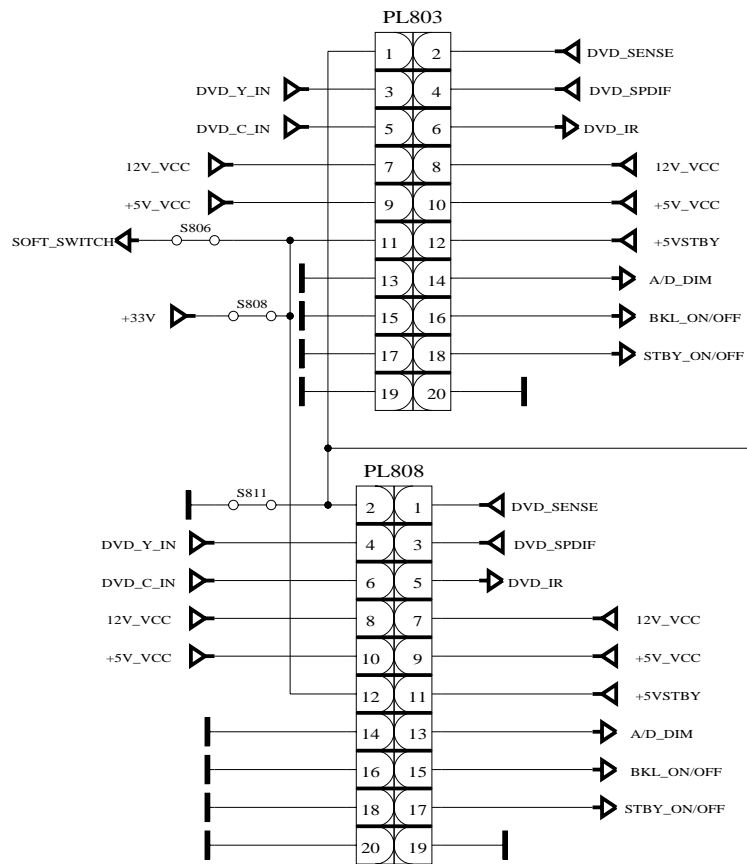 PL803
1 2 DVD_SENSE
DVD_Y_IN 3 4 DVD_SPDIF
DVD_C_IN 5 6 DVD_IR
12V_VCC 7 8 12V_VCC
+5V_VCC 9 10 +5V_VCC
SOFT_SWITCH S806 11 12 +5VSTBY
13 14 A/D_DIM
+33V S808 15 16 BKL_ON/OFF
17 18 STBY_ON/OFF
19 20
PL808
S811 2 1 DVD_SENSE
DVD_Y_IN 4 3 DVD_SPDIF
DVD_C_IN 6 5 DVD_IR
12V_VCC 8 7 12V_VCC
+5V_VCC 10 9 +5V_VCC
12 11 +5VSTBY
14 13 A/D_DIM
16 15 BKL_ON/OFF
18 17 STBY_ON/OFF
20 19